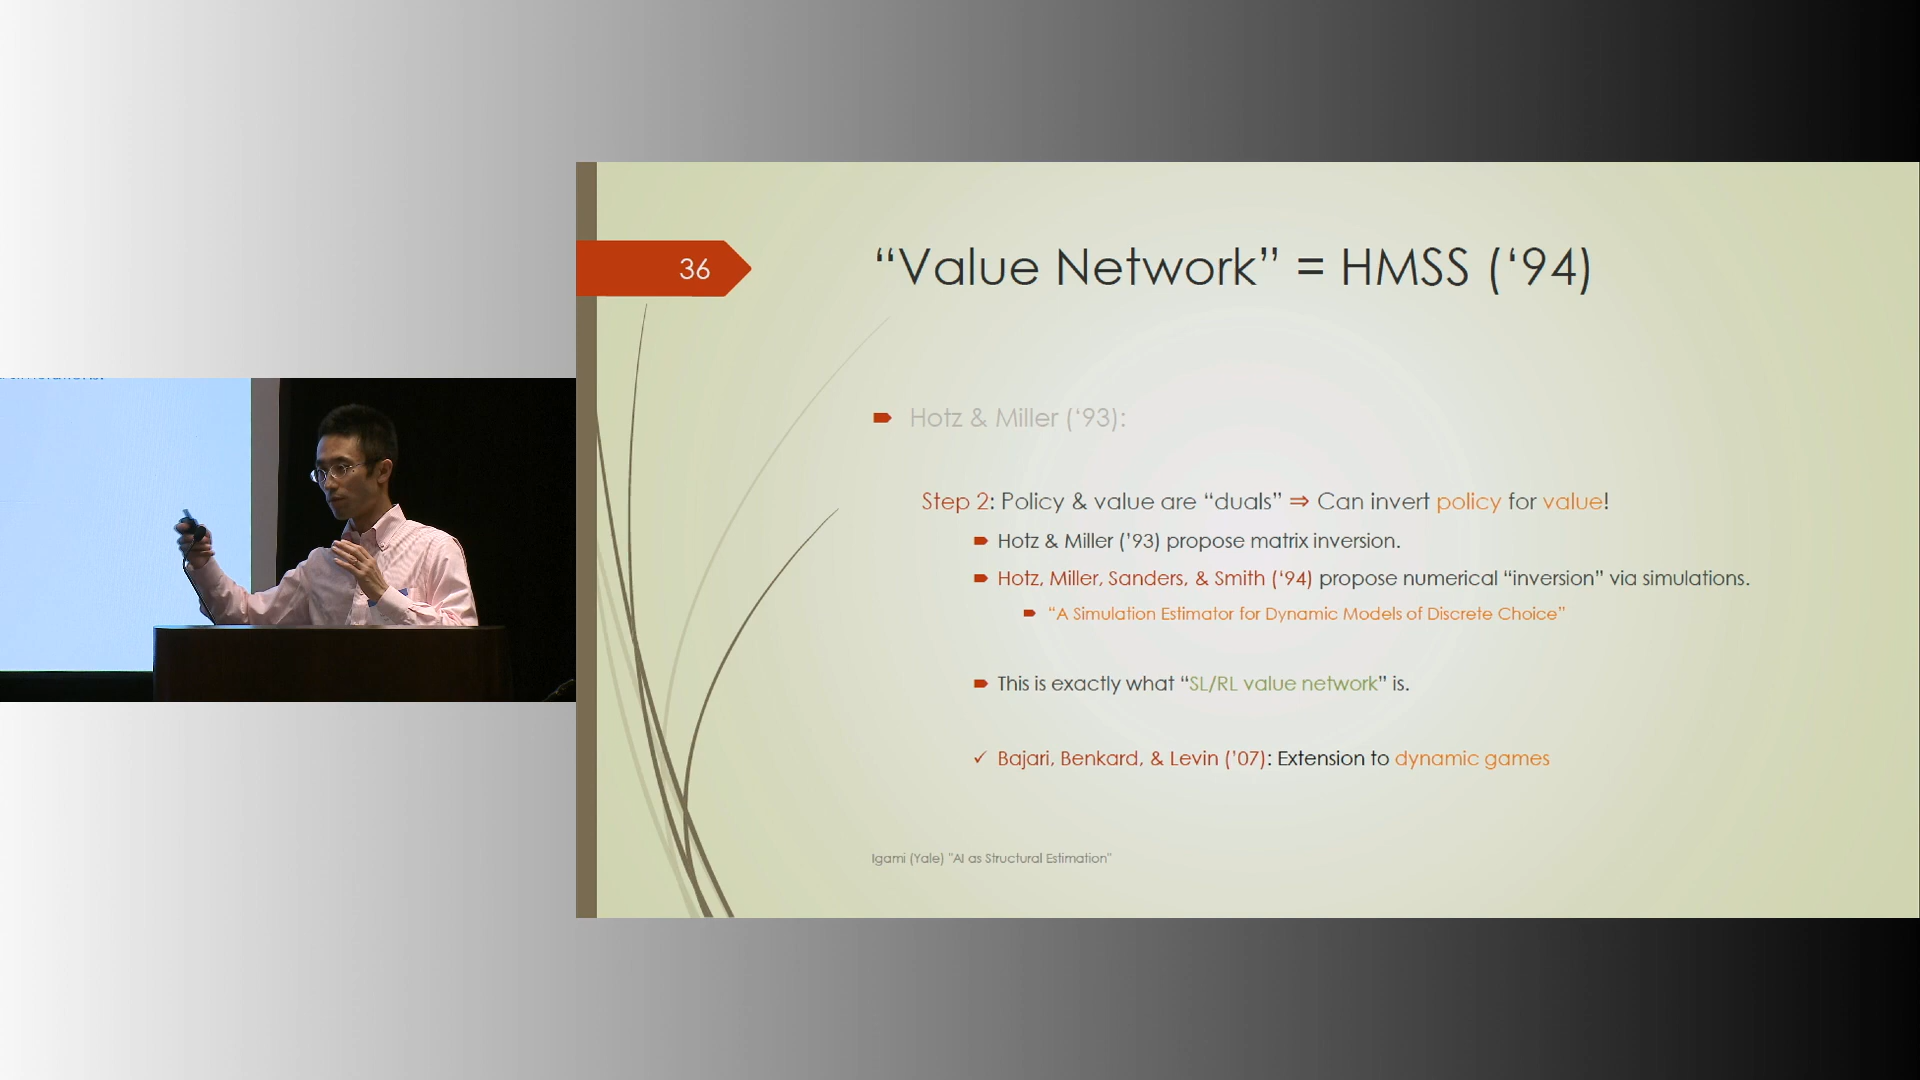 36
“Value Network” = HMSS (‘94)
Hotz & Miller (‘93):
Step 2: Policy & value are “duals” ⇒ Can invert policy for value!
Hotz & Miller (’93) propose matrix inversion.
Hotz, Miller, Sanders, & Smith (‘94) propose numerical “inversion” via simulations.
“A Simulation Estimator for Dynamic Models of Discrete Choice”
This is exactly what “SL/RL value network” is.
✓ Bajari, Benkard, & Levin (’07): Extension to dynamic games
Igami (Yale) "AI as Structural Estimation"